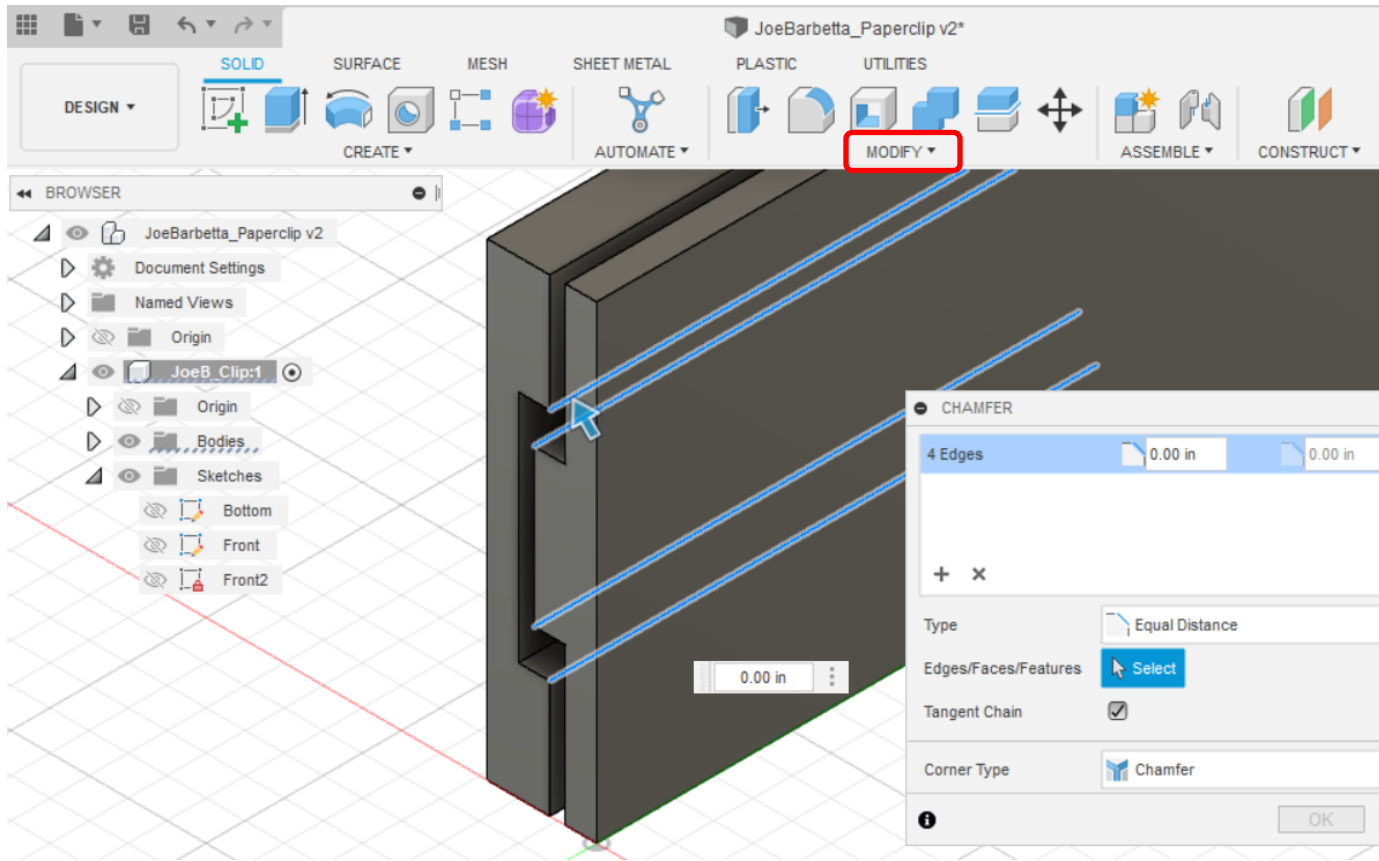 JoeBarbetta_Paperclip v2*
SOLID SURFACE MESH SHEET METAL PLASTIC UTILITIES
DESIGN ▾
CREATE ▾ AUTOMATE ▾ MODIFY ▾ ASSEMBLE ▾ CONSTRUCT ▾
BROWSER
JoeBarbetta_Paperclip v2
Document Settings
Named Views
Origin
JoeB_Clip:1
Origin
Bodies
Sketches
Bottom
Front
Front2
0.00 in
CHAMFER
4 Edges 0.00 in 0.00 in
Type Equal Distance
Edges/Faces/Features Select
Tangent Chain
Corner Type Chamfer
OK